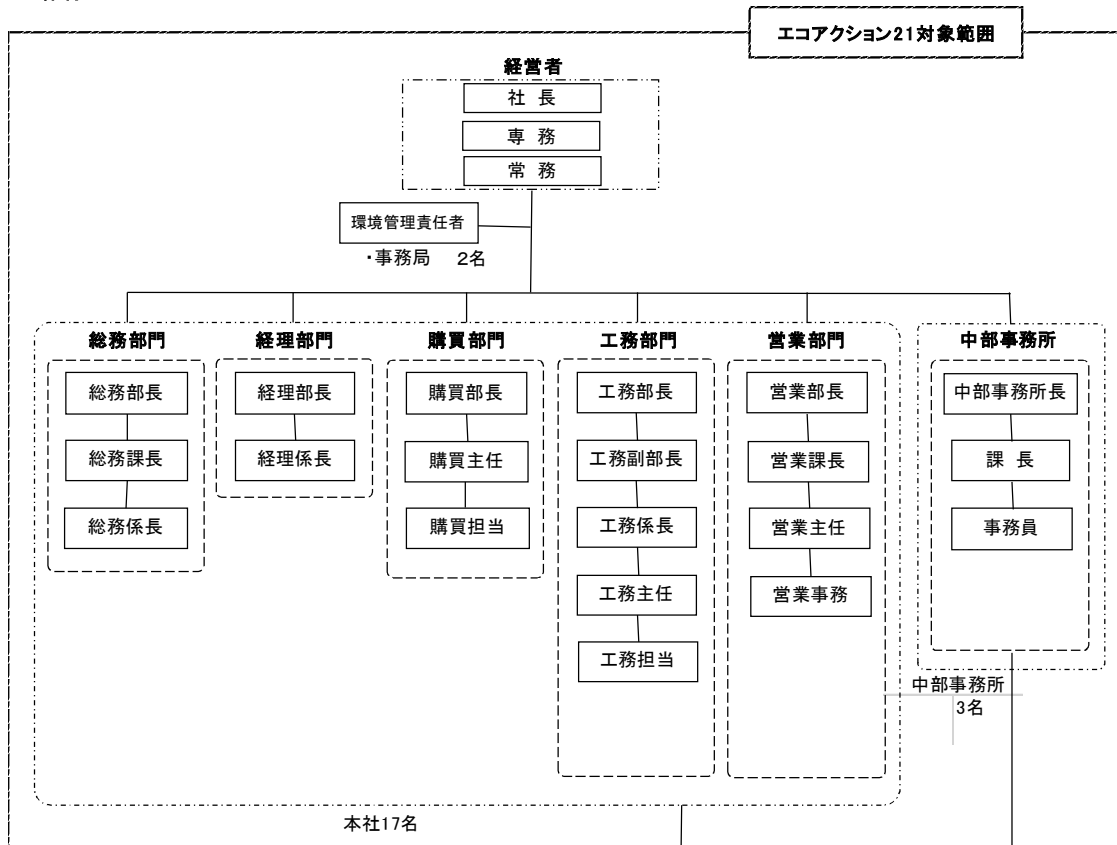 エコアクション21対象範囲
経営者
社 長
専 務
常 務
環境管理責任者
・事務局 2名
総務部門
総務部長
総務課長
総務係長
経理部門
経理部長
経理係長
購買部門
購買部長
購買主任
購買担当
工務部門
工務部長
工務副部長
工務係長
工務主任
工務担当
営業部門
営業部長
営業課長
営業主任
営業事務
中部事務所
中部事務所長
課 長
事務員
中部事務所
3名
本社17名